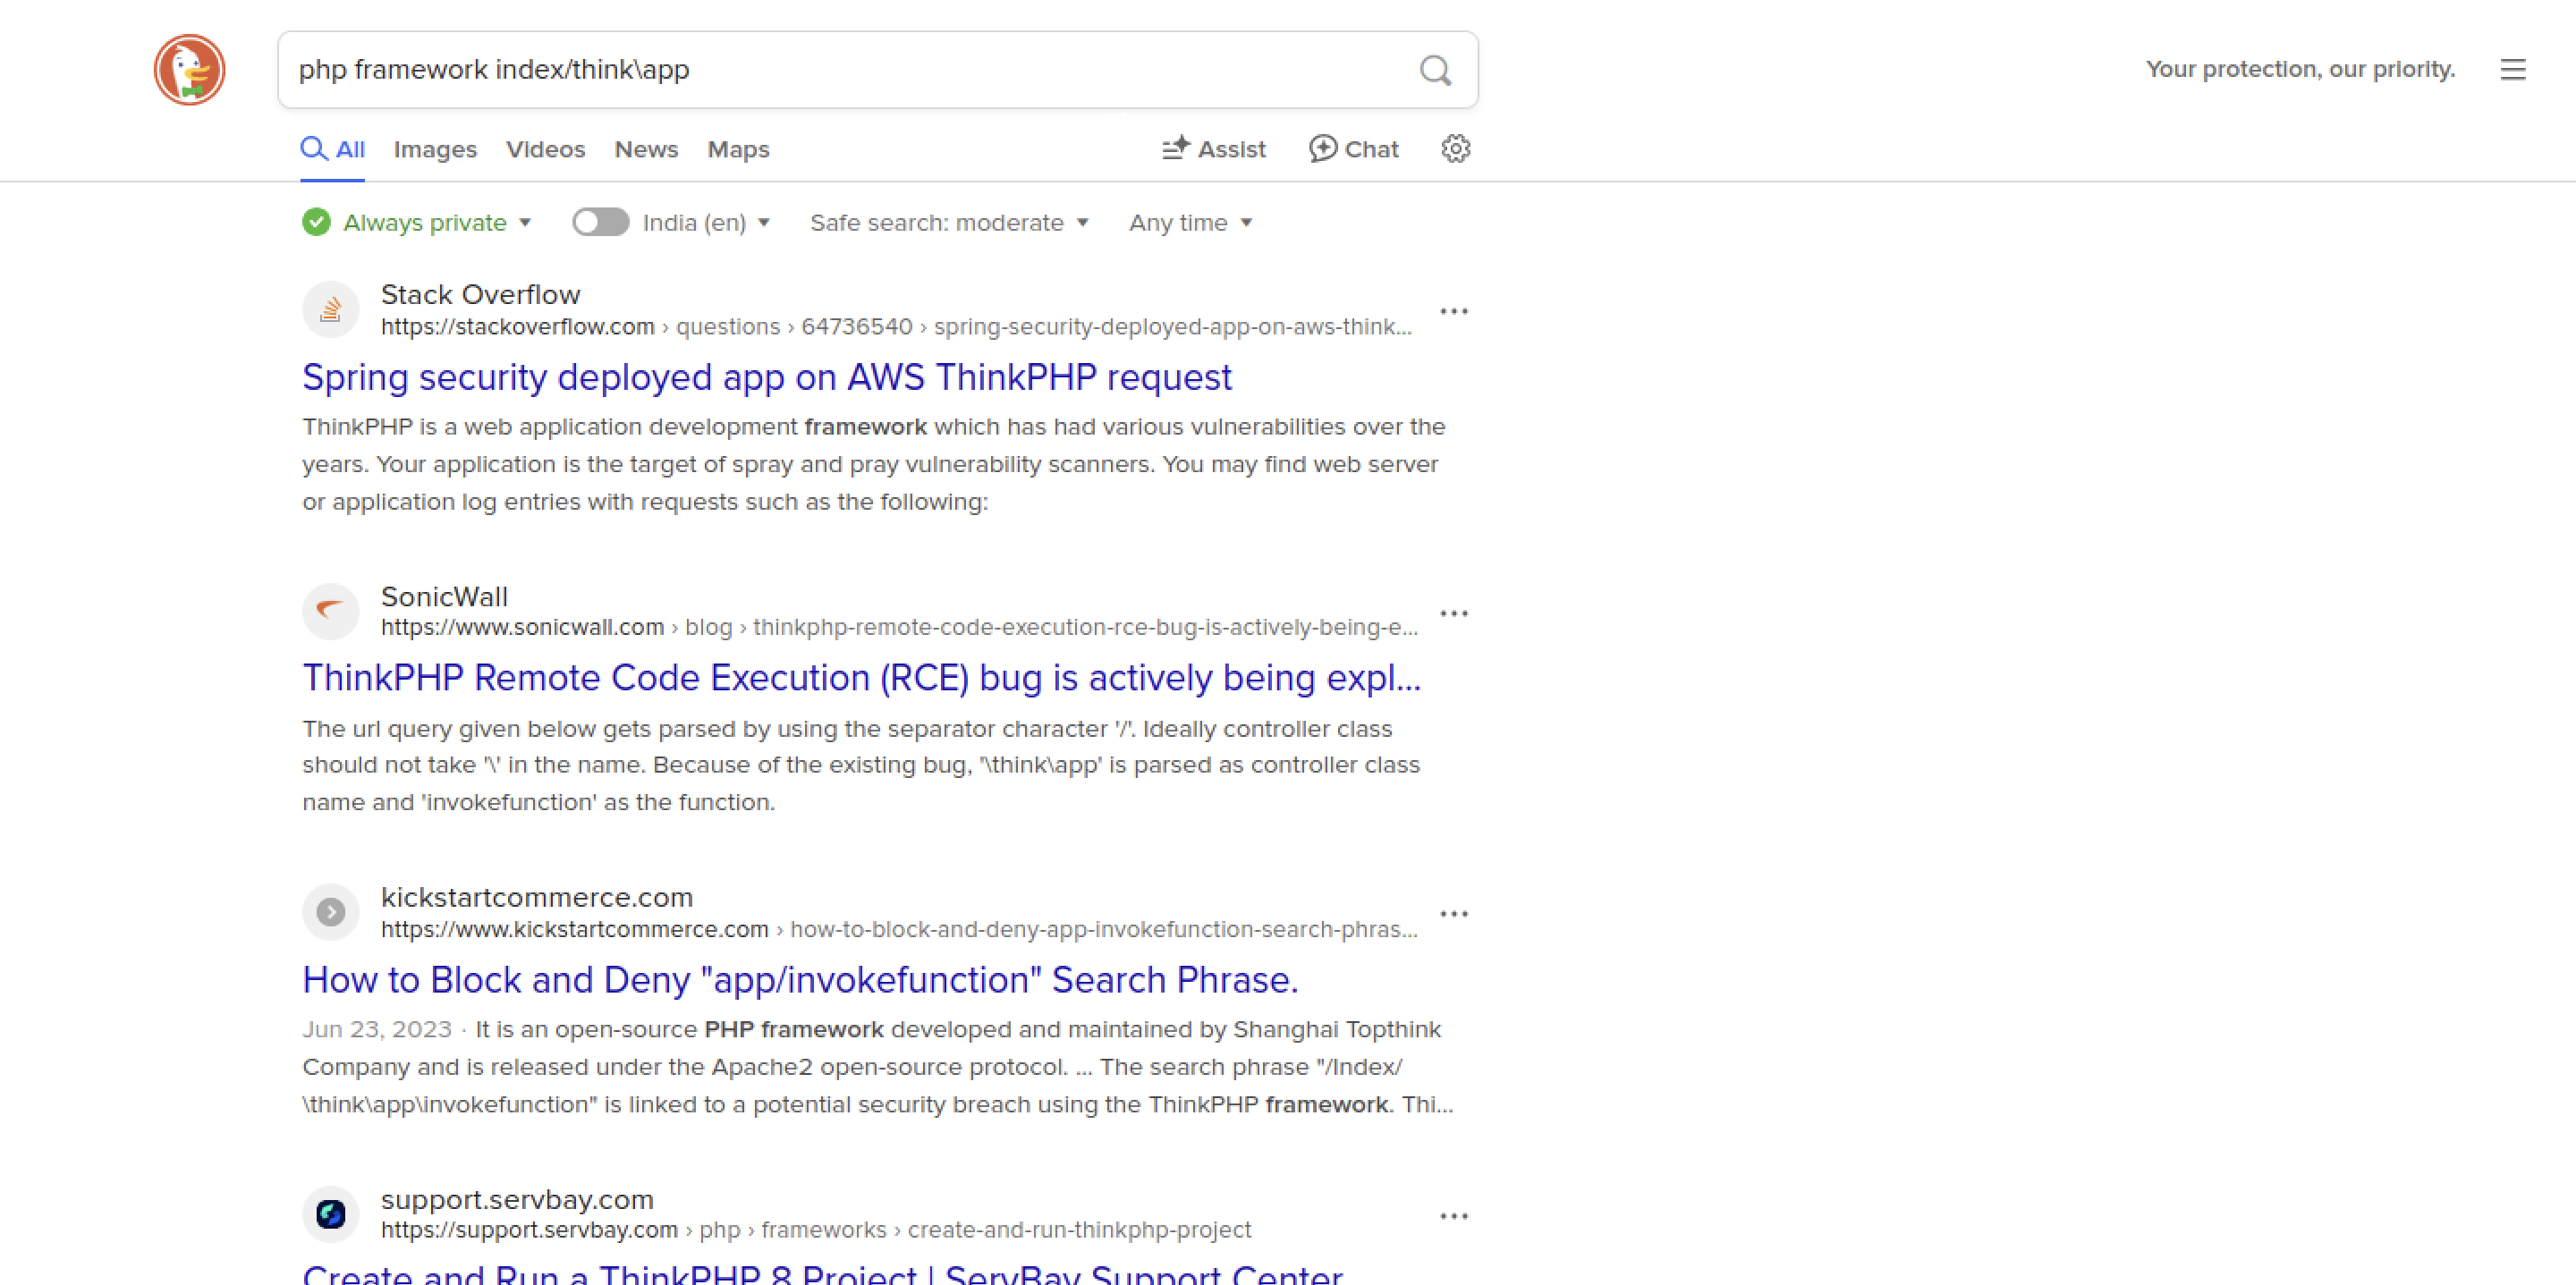 php framework index/think\app
Your protection, our priority.
All Images Videos News Maps Assist Chat
Always private India (en) Safe search: moderate Any time
Stack Overflow
https://stackoverflow.com › questions › 64736540 › spring-security-deployed-app-on-aws-think...
Spring security deployed app on AWS ThinkPHP request
ThinkPHP is a web application development framework which has had various vulnerabilities over the
years. Your application is the target of spray and pray vulnerability scanners. You may find web server
or application log entries with requests such as the following:
SonicWall
https://www.sonicwall.com › blog › thinkphp-remote-code-execution-rce-bug-is-actively-being-e...
ThinkPHP Remote Code Execution (RCE) bug is actively being expl...
The url query given below gets parsed by using the separator character '/'. Ideally controller class
should not take '\' in the name. Because of the existing bug, '\think\app' is parsed as controller class
name and 'invokefunction' as the function.
kickstartcommerce.com
https://www.kickstartcommerce.com › how-to-block-and-deny-app-invokefunction-search-phras...
How to Block and Deny "app/invokefunction" Search Phrase.
Jun 23, 2023 · It is an open-source PHP framework developed and maintained by Shanghai Topthink
Company and is released under the Apache2 open-source protocol. ... The search phrase "/Index/
\think\app\invokefunction" is linked to a potential security breach using the ThinkPHP framework. Thi...
support.servbay.com
https://support.servbay.com › php › frameworks › create-and-run-thinkphp-project
Create and Run a ThinkPHP 8 Project | ServBay Support Center